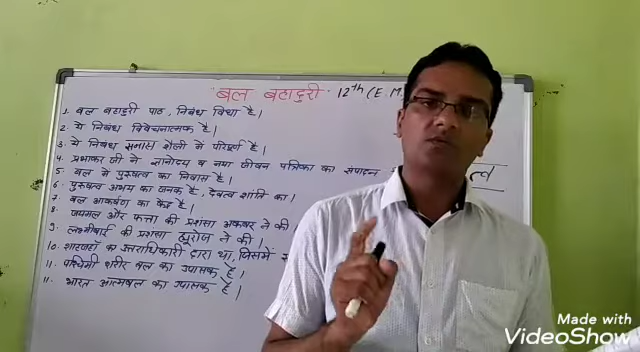 बल बहादुरी - 12th (E.M.
1. बल बहादुरी पाठ, निबंध विधा है।
2. ये निबंध विवेचनात्मक है।
3. ये निबंध समास शैली से परिपूर्ण है।
4. प्रभाकर जी ने ज्ञानोदय व नया जीवन पत्रिका का संपादन
5. बल में पुरूषत्व का निवास है।
6. पुरूषत्व अभय का जनक है, देवत्व शांति का।
7. बल आकर्षण का केंद्र है।
8. जयमल और फत्ता की प्रशंसा अकबर ने की
9. लक्ष्मीबाई की प्रशंसा ह्यूरोज ने की।
10. शाहजहाँ का उत्तराधिकारी द्वारा था, जिसमें
11. पश्चिमी शरीर बल का उपासक है।
11. भारत आत्मबल का उपासक है।
त्व
Made with
VideoShow